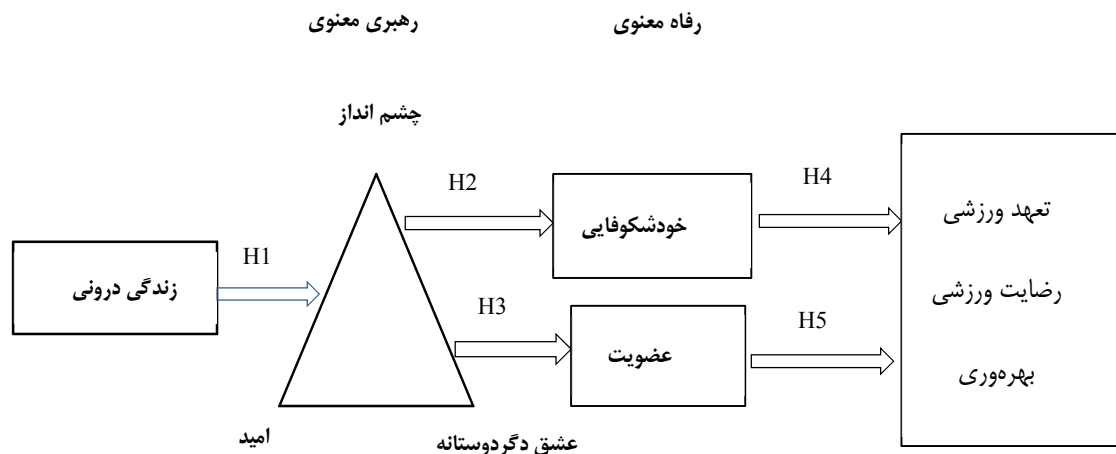 رهبری معنوی
رفاه معنوی
چشم انداز
H2
H4
خودشکوفایی
تعهد ورزشی
H1
زندگی درونی
رضایت ورزشی
H3
H5
عضویت
بهره‌وری
امید
عشق دگردوستانه